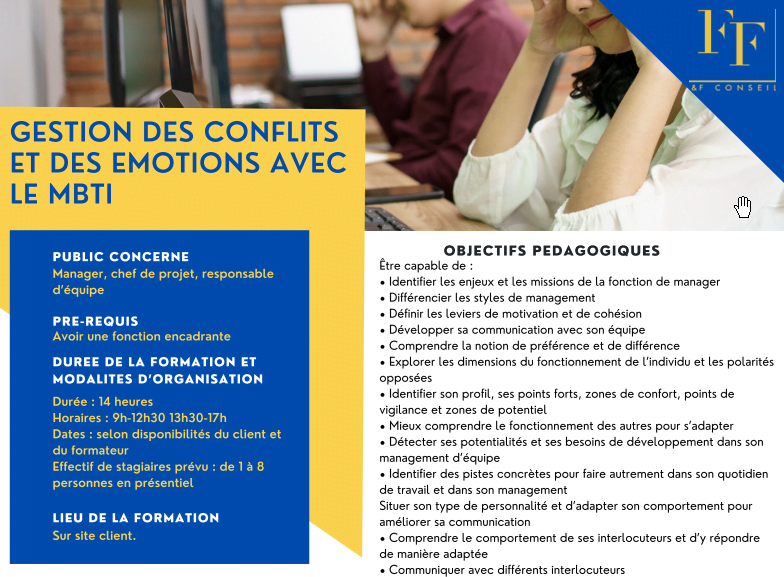 FF
&F CONSEIL
GESTION DES CONFLITS
ET DES EMOTIONS AVEC
LE MBTI
PUBLIC CONCERNE
Manager, chef de projet, responsable
d'équipe
PRE-REQUIS
Avoir une fonction encadrante
DUREE DE LA FORMATION ET
MODALITES D'ORGANISATION
Durée : 14 heures
Horaires : 9h-12h30 13h30-17h
Dates : selon disponibilités du client et
du formateur
Effectif de stagiaires prévu : de 1 à 8
personnes en présentiel
LIEU DE LA FORMATION
Sur site client.
OBJECTIFS PEDAGOGIQUES
Être capable de :
• Identifier les enjeux et les missions de la fonction de manager
• Différencier les styles de management
• Définir les leviers de motivation et de cohésion
• Développer sa communication avec son équipe
• Comprendre la notion de préférence et de différence
• Explorer les dimensions du fonctionnement de l'individu et les polarités
opposées
• Identifier son profil, ses points forts, zones de confort, points de
vigilance et zones de potentiel
• Mieux comprendre le fonctionnement des autres pour s'adapter
• Détecter ses potentialités et ses besoins de développement dans son
management d'équipe
• Identifier des pistes concrètes pour faire autrement dans son quotidien
de travail et dans son management
Situer son type de personnalité et d'adapter son comportement pour
améliorer sa communication
• Comprendre le comportement de ses interlocuteurs et d'y répondre
de manière adaptée
• Communiquer avec différents interlocuteurs